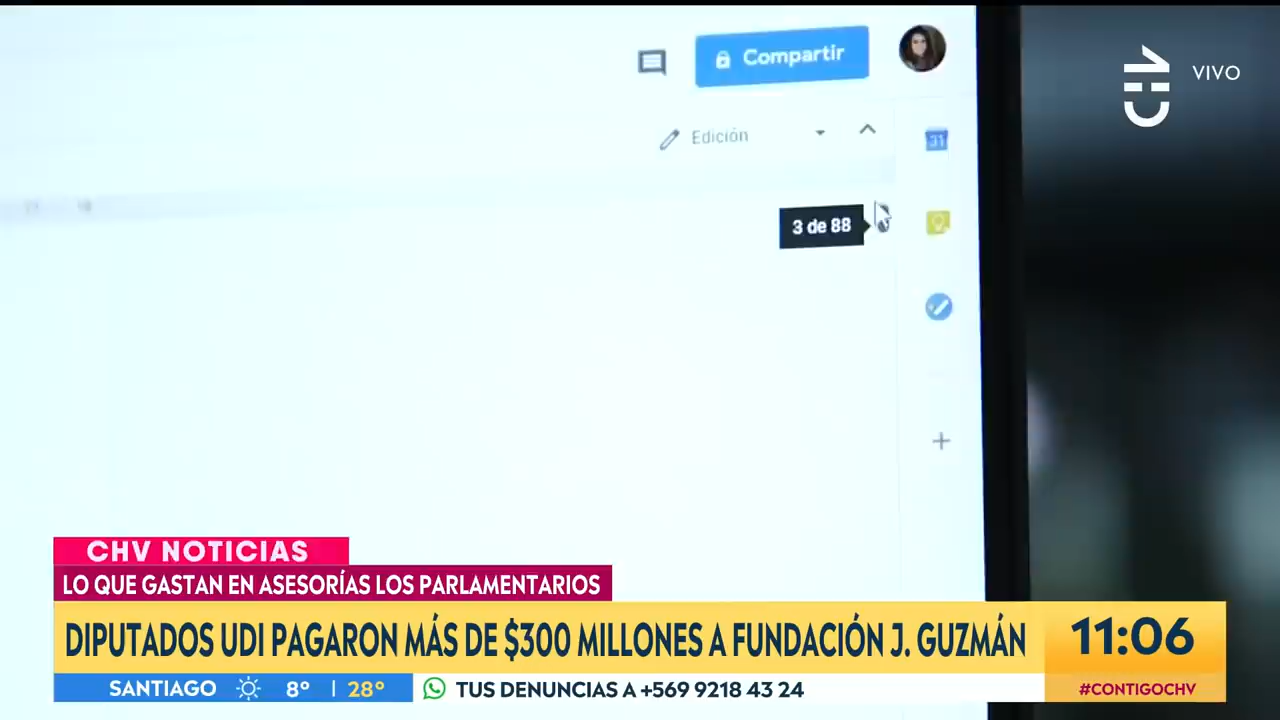 Compartir
CHV
VIVO
Edición
31
3 de 88
CHV NOTICIAS
LO QUE GASTAN EN ASESORÍAS LOS PARLAMENTARIOS
DIPUTADOS UDI PAGARON MÁS DE $300 MILLONES A FUNDACIÓN J. GUZMÁN
11:06
SANTIAGO 8° | 28° TUS DENUNCIAS A +569 9218 43 24
#CONTIGOCHV